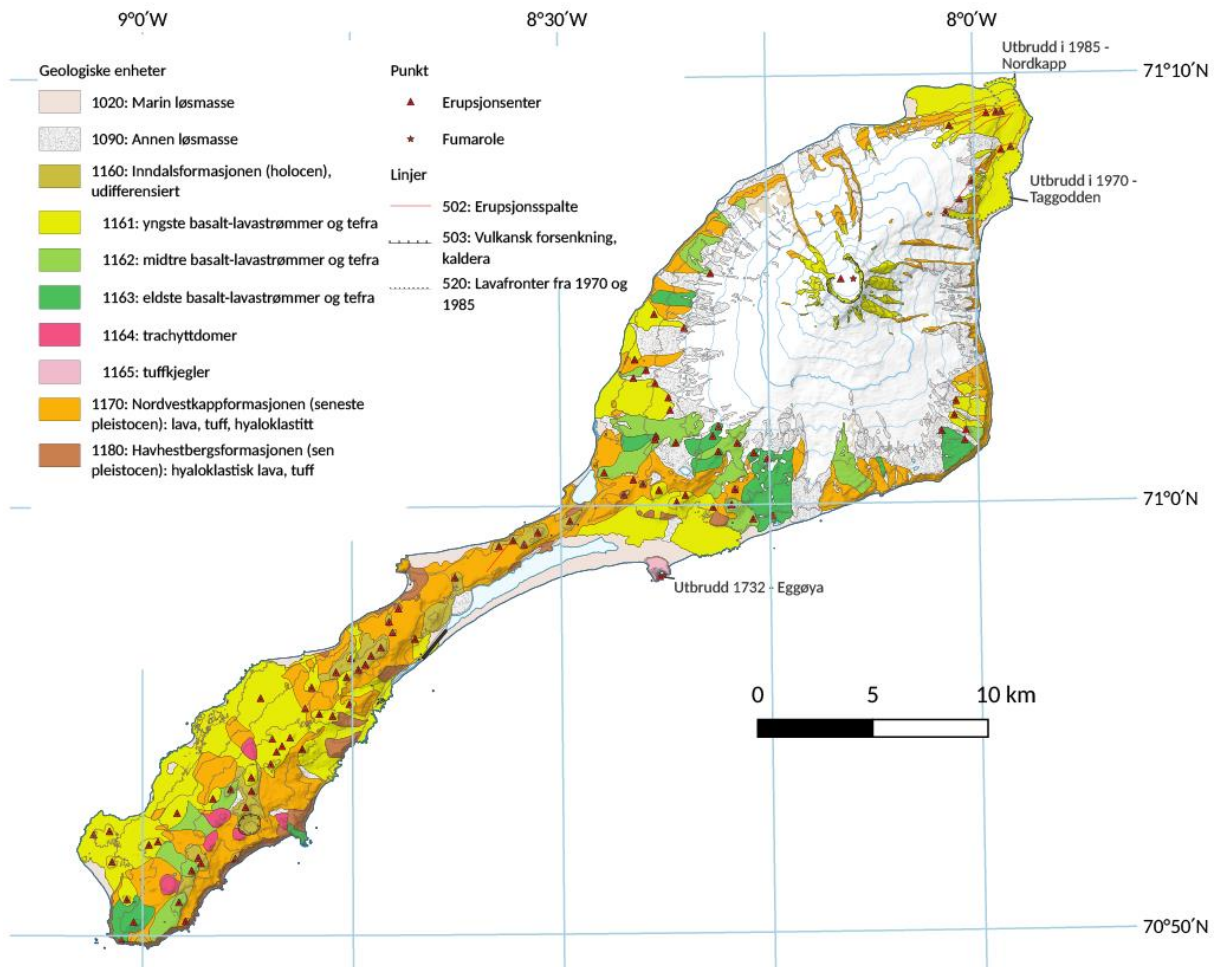 9°0′W
8°30′W
8°0′W
Utbrudd i 1985 -
Nordkapp
71°10′N
Geologiske enheter
1020: Marin løsmasse
1090: Annen løsmasse
1160: Inndalsformasjonen (holocen),
udifferensiert
1161: yngste basalt-lavastrømmer og tefra
1162: midtre basalt-lavastrømmer og tefra
1163: eldste basalt-lavastrømmer og tefra
1164: trachyttdomer
1165: tuffkjegler
1170: Nordvestkappformasjonen (seneste
pleistocen): lava, tuff, hyaloklastitt
1180: Havhestbergsformasjonen (sen
pleistocen): hyaloklastisk lava, tuff
Punkt
Erupsjonsenter
Fumarole
Linjer
502: Erupsjonsspalte
503: Vulkansk forsenkning,
kaldera
520: Lavafronter fra 1970 og
1985
Utbrudd i 1970 -
Taggodden
71°0′N
Utbrudd 1732 - Eggøya
0 5 10 km
70°50′N